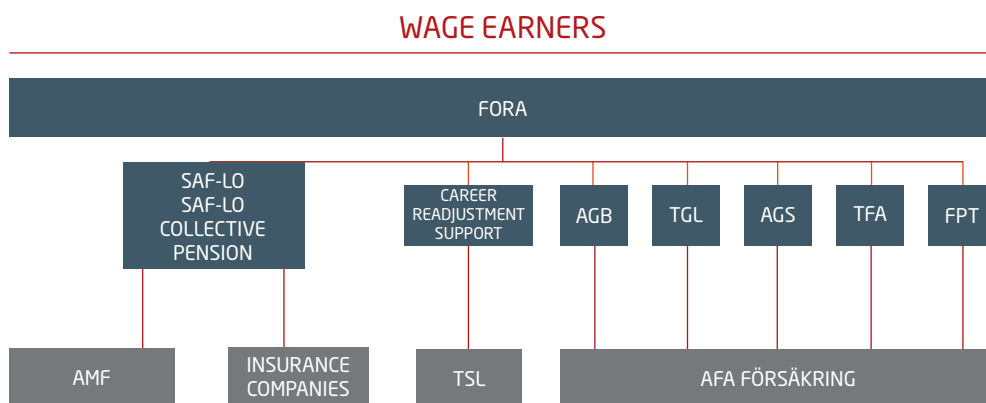 WAGE EARNERS
FORA
SAF-LO
SAF-LO
COLLECTIVE
PENSION
CAREER
READJUSTMENT
SUPPORT
AGB
TGL
AGS
TFA
FPT
AMF
INSURANCE
COMPANIES
TSL
AFA FÖRSÄKRING